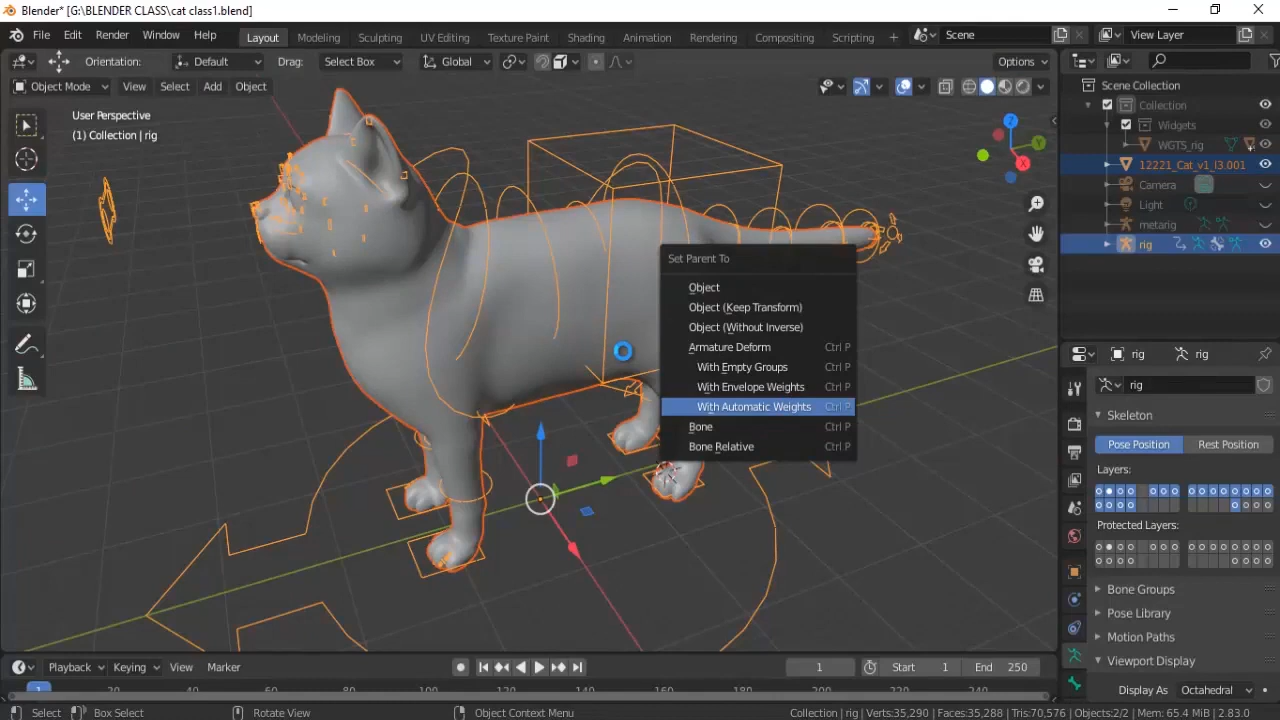 Blender* [G:\BLENDER CLASS\cat class1.blend]
File Edit Render Window Help Layout Modeling Sculpting UV Editing Texture Paint Shading Animation Rendering Compositing Scripting + Scene View Layer
Orientation: Default Drag: Select Box Global Options
Object Mode View Select Add Object
User Perspective
(1) Collection | rig
Z
Y
X
Scene Collection
Collection
Widgets
WGTS_rig
12221_Cat_v1_l3.001
Camera
Light
metarig
rig
Set Parent To
Object
Object (Keep Transform)
Object (Without Inverse)
Armature Deform Ctrl P
With Empty Groups Ctrl P
With Envelope Weights Ctrl P
With Automatic Weights Ctrl P
Bone Ctrl P
Bone Relative Ctrl P
rig rig
rig
Skeleton
Pose Position Rest Position
Layers:
Protected Layers:
Bone Groups
Pose Library
Motion Paths
Viewport Display
Display As Octahedral
Playback Keying View Marker 1 Start 1 End 250
1 20 40 60 80 100 120 140 160 180 200 220 240
Select Box Select Rotate View Object Context Menu Collection | rig | Verts:35,290 | Faces:35,288 | Tris:70,576 | Objects:2/2 | Mem: 65.4 MiB | 2.83.0